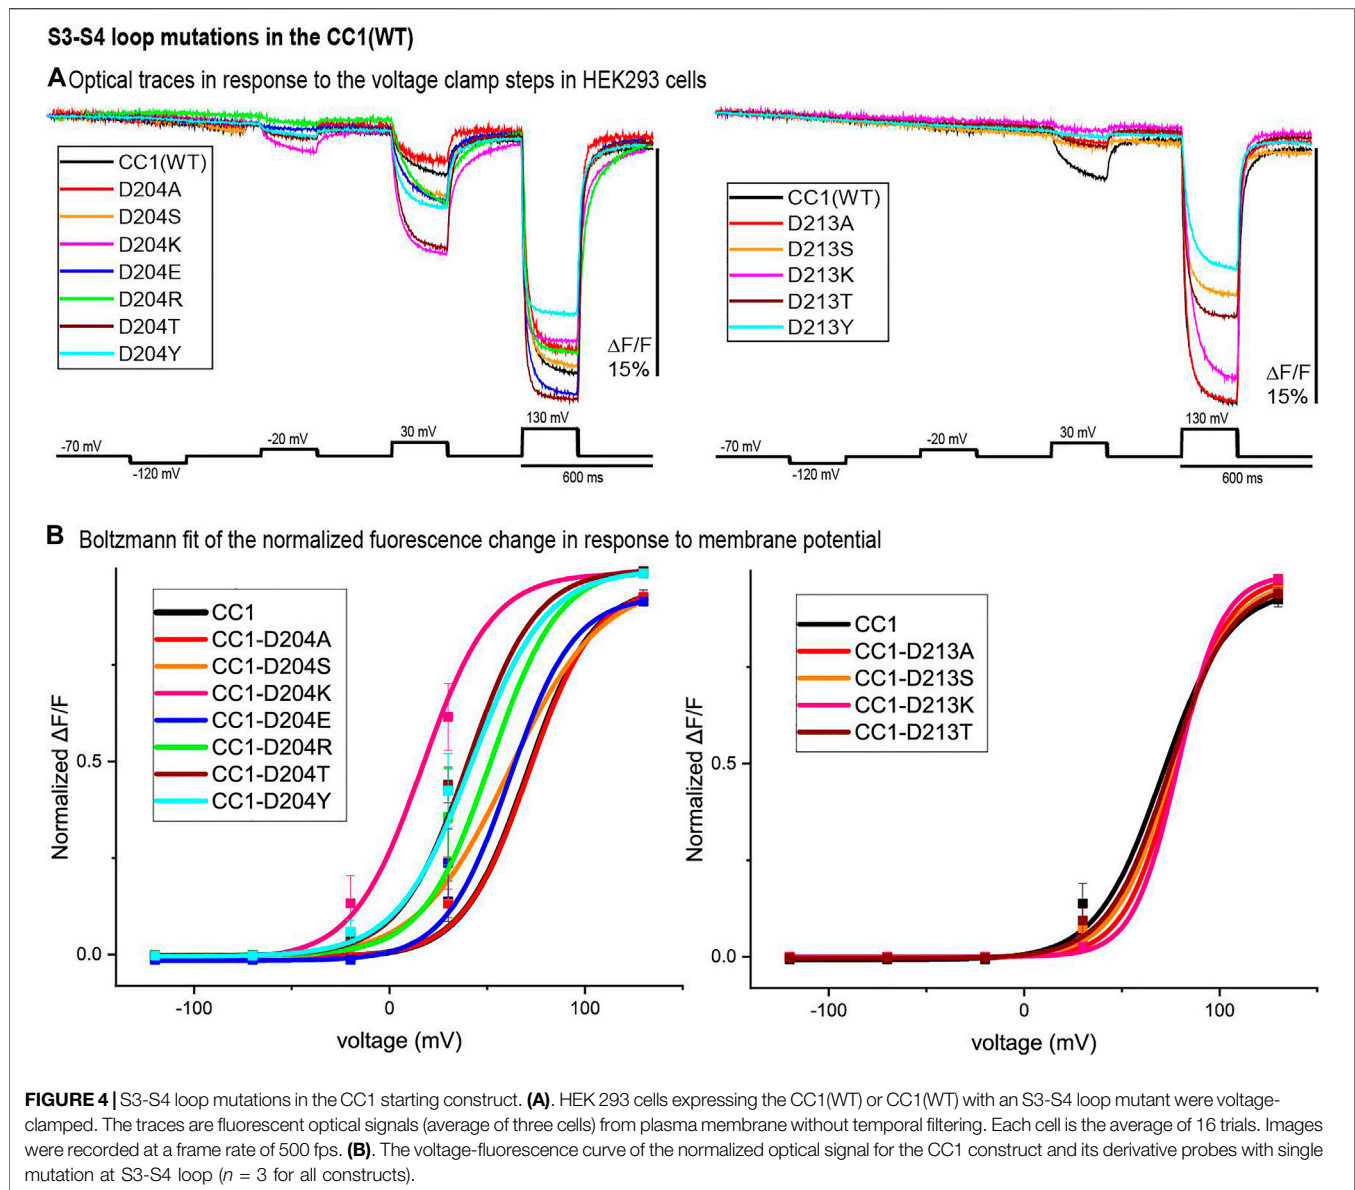 S3-S4 loop mutations in the CC1(WT)
A Optical traces in response to the voltage clamp steps in HEK293 cells
CC1(WT)
D204A
D204S
D204K
D204E
D204R
D204T
D204Y
ΔF/F
15%
-70 mV
-120 mV
-20 mV
30 mV
130 mV
600 ms
CC1(WT)
D213A
D213S
D213K
D213T
D213Y
ΔF/F
15%
-70 mV
-120 mV
-20 mV
30 mV
130 mV
600 ms
B Boltzmann fit of the normalized fuorescence change in response to membrane potential
CC1
CC1-D204A
CC1-D204S
CC1-D204K
CC1-D204E
CC1-D204R
CC1-D204T
CC1-D204Y
Normalized ΔF/F
0.5
0.0
-100
0
100
voltage (mV)
CC1
CC1-D213A
CC1-D213S
CC1-D213K
CC1-D213T
Normalized ΔF/F
0.5
0.0
-100
0
100
voltage (mV)
FIGURE 4 | S3-S4 loop mutations in the CC1 starting construct. (A). HEK 293 cells expressing the CC1(WT) or CC1(WT) with an S3-S4 loop mutant were voltage-
clamped. The traces are fluorescent optical signals (average of three cells) from plasma membrane without temporal filtering. Each cell is the average of 16 trials. Images
were recorded at a frame rate of 500 fps. (B). The voltage-fluorescence curve of the normalized optical signal for the CC1 construct and its derivative probes with single
mutation at S3-S4 loop (n = 3 for all constructs).